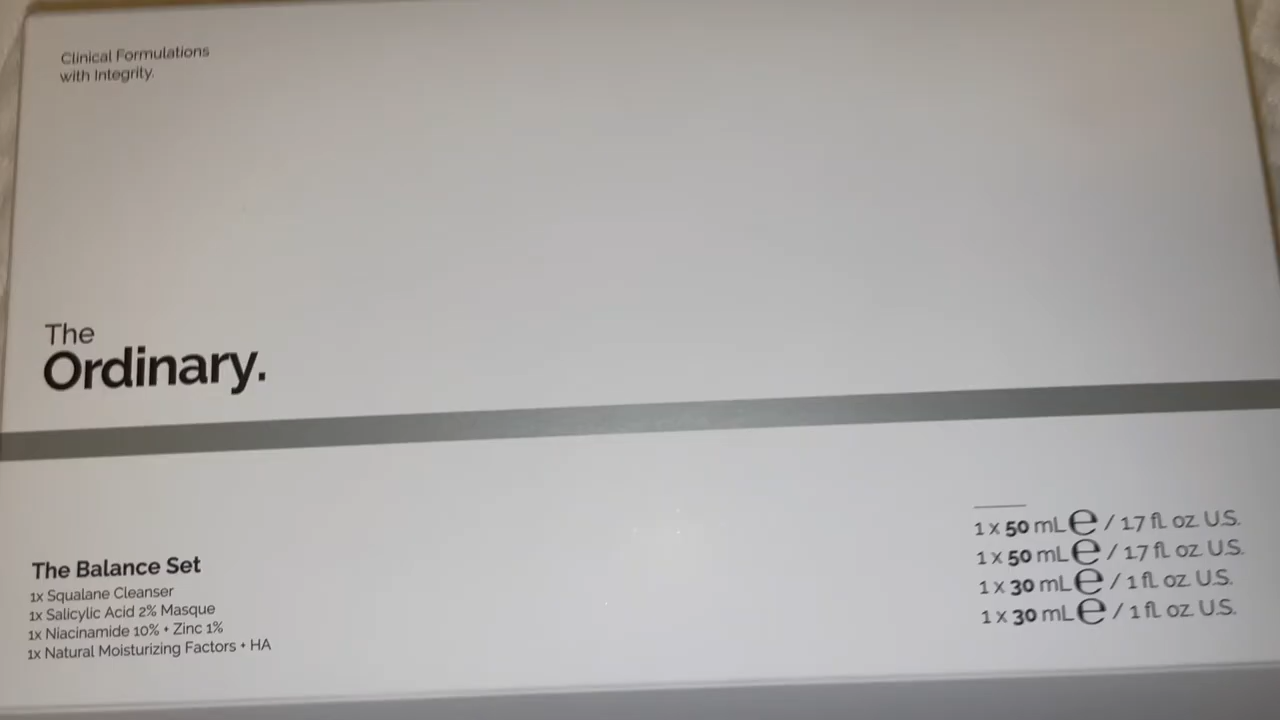 Clinical Formulations
with Integrity.
The
Ordinary.
The Balance Set
1x Squalane Cleanser
1x Salicylic Acid 2% Masque
1x Niacinamide 10% + Zinc 1%
1x Natural Moisturizing Factors + HA
1 x 50 mL ℮ / 1.7 fl oz U.S.
1 x 50 mL ℮ / 1.7 fl oz U.S.
1 x 30 mL ℮ / 1 fl oz U.S.
1 x 30 mL ℮ / 1 fl oz U.S.